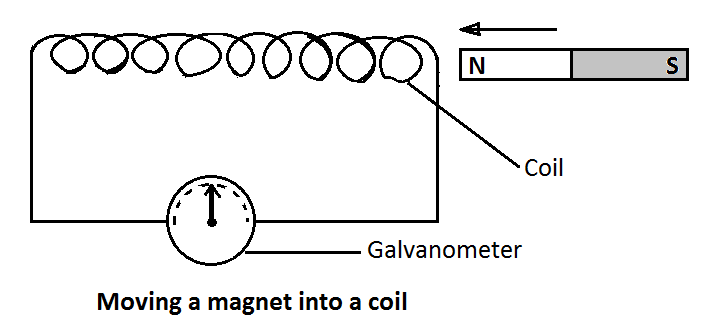 N
S
Coil
Galvanometer
Moving a magnet into a coil